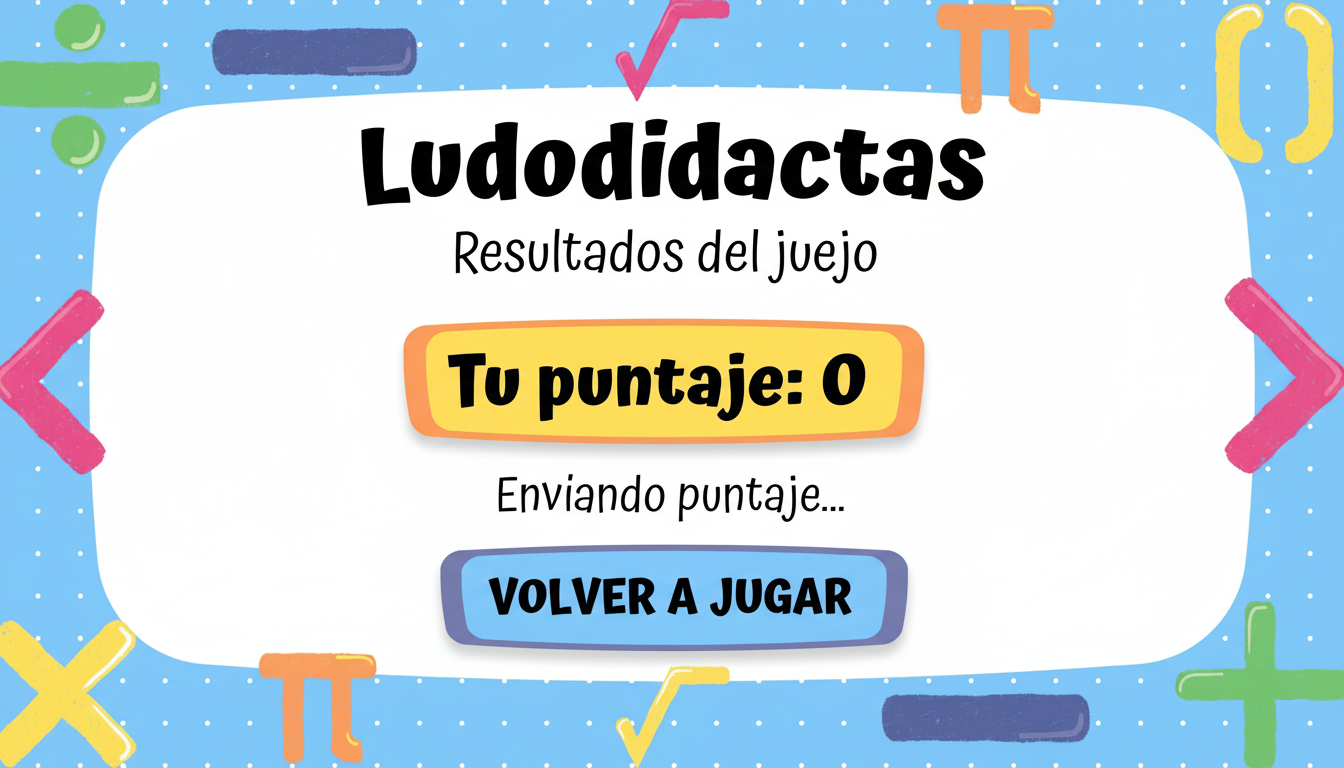 Ludodidactas
Resultados del juejo
Tu puntaje: 0
Enviando puntaje...
VOLVER A JUGAR